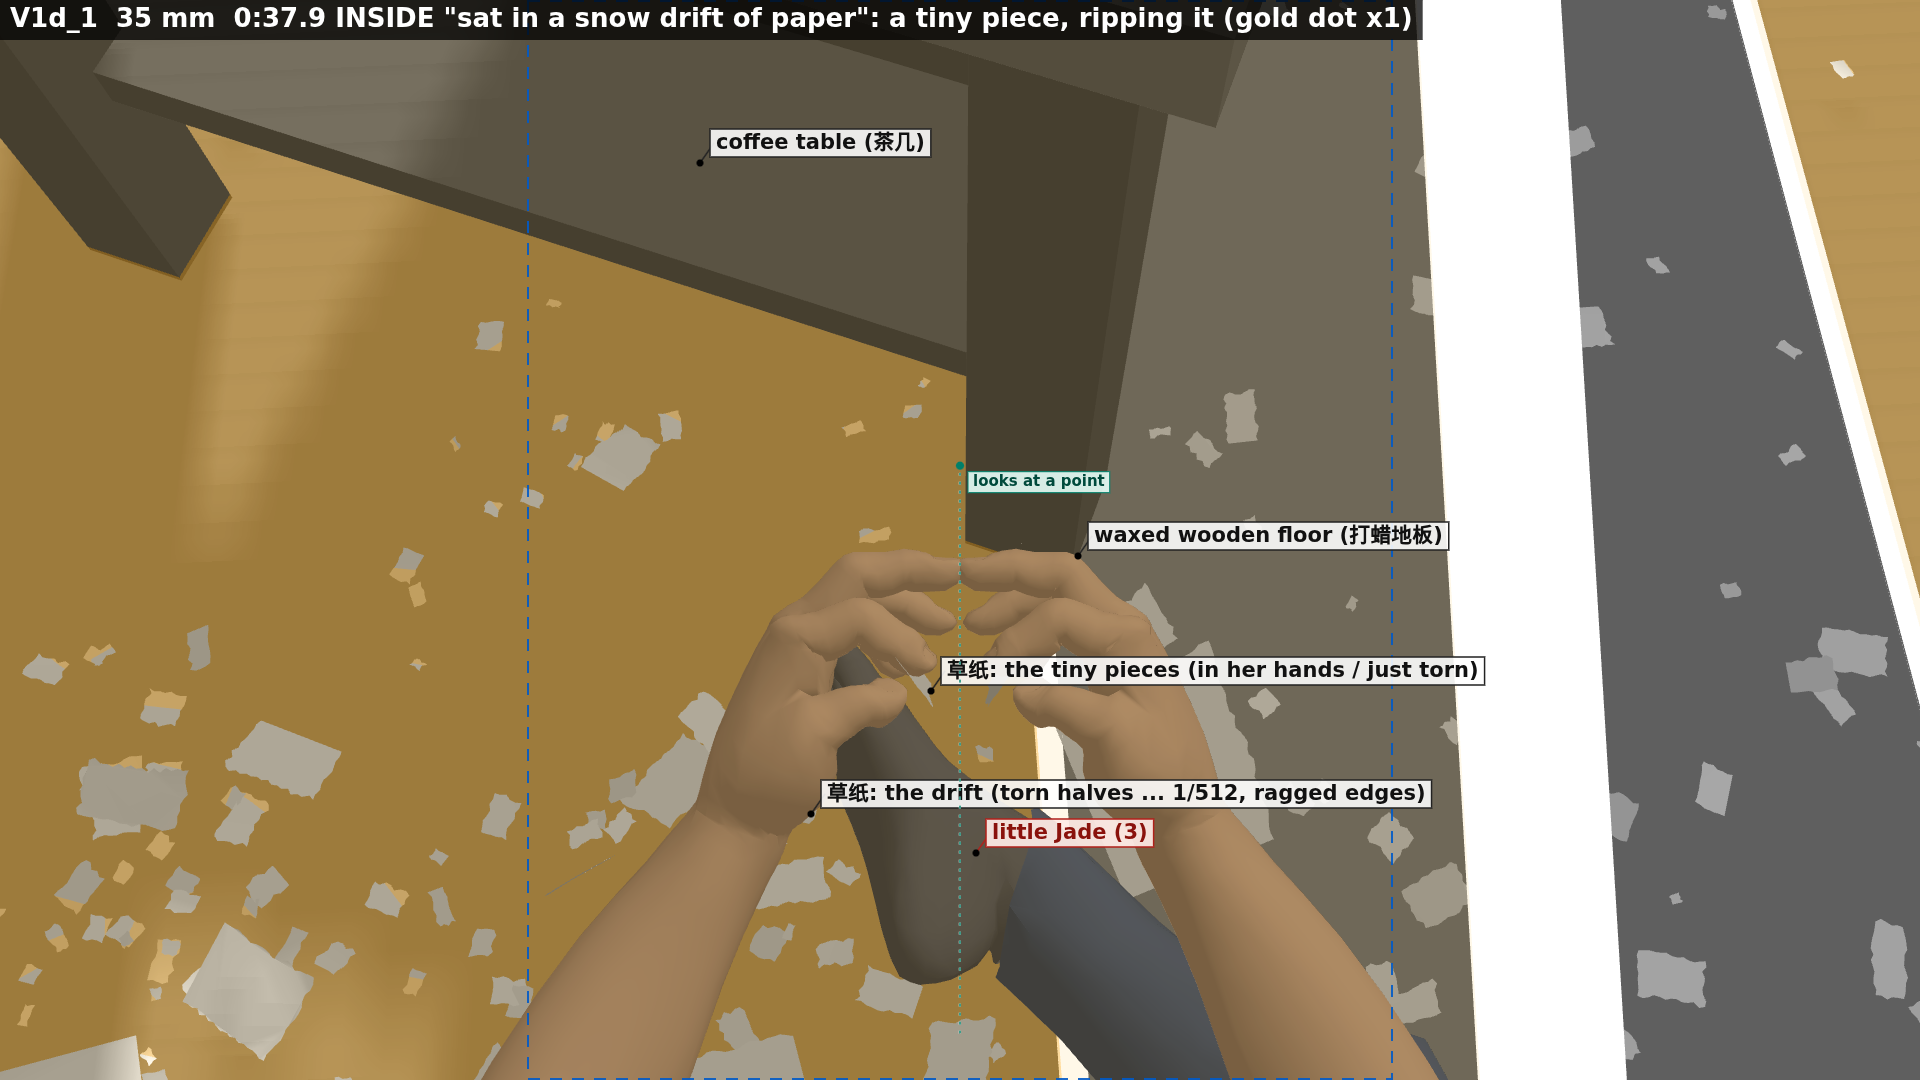 V1d_1  35 mm  0:37.9 INSIDE "sat in a snow drift of paper": a tiny piece, ripping it (gold dot x1)
coffee table (茶几)
looks at a point
waxed wooden floor (打蜡地板)
草纸: the tiny pieces (in her hands / just torn)
草纸: the drift (torn halves ... 1/512, ragged edges)
little Jade (3)